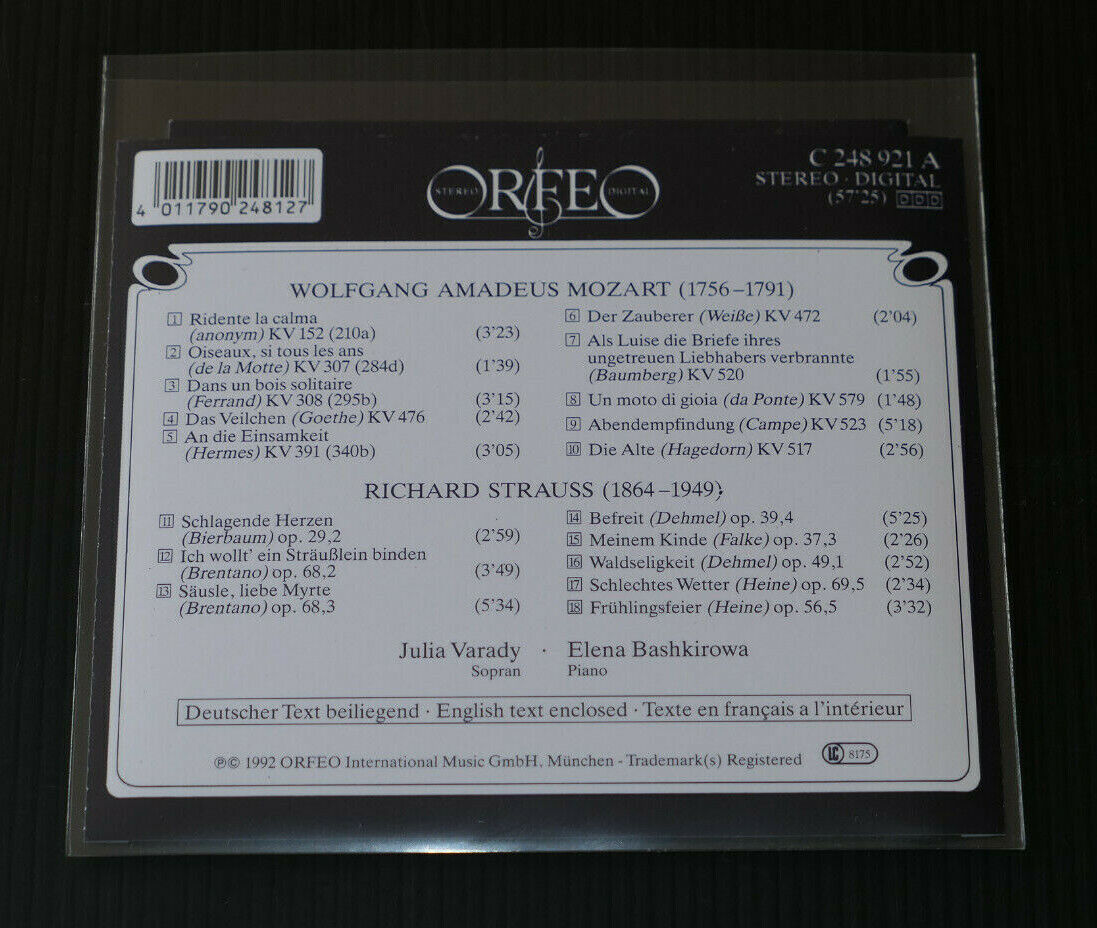 4 011790 248127
STEREO ORFEO DIGITAL
C 248 921 A
STEREO · DIGITAL
(57'25) DDD
WOLFGANG AMADEUS MOZART (1756–1791)
1 Ridente la calma
(anonym) KV 152 (210a) (3'23)
2 Oiseaux, si tous les ans
(de la Motte) KV 307 (284d) (1'39)
3 Dans un bois solitaire
(Ferrand) KV 308 (295b) (3'15)
4 Das Veilchen (Goethe) KV 476 (2'42)
5 An die Einsamkeit
(Hermes) KV 391 (340b) (3'05)
6 Der Zauberer (Weiße) KV 472 (2'04)
7 Als Luise die Briefe ihres
ungetreuen Liebhabers verbrannte
(Baumberg) KV 520 (1'55)
8 Un moto di gioia (da Ponte) KV 579 (1'48)
9 Abendempfindung (Campe) KV 523 (5'18)
10 Die Alte (Hagedorn) KV 517 (2'56)
RICHARD STRAUSS (1864–1949)
11 Schlagende Herzen
(Bierbaum) op. 29,2 (2'59)
12 Ich wollt' ein Sträußlein binden
(Brentano) op. 68,2 (3'49)
13 Säusle, liebe Myrte
(Brentano) op. 68,3 (5'34)
14 Befreit (Dehmel) op. 39,4 (5'25)
15 Meinem Kinde (Falke) op. 37,3 (2'26)
16 Waldseligkeit (Dehmel) op. 49,1 (2'52)
17 Schlechtes Wetter (Heine) op. 69,5 (2'34)
18 Frühlingsfeier (Heine) op. 56,5 (3'32)
Julia Varady · Elena Bashkirowa
Sopran Piano
Deutscher Text beiliegend · English text enclosed · Texte en français a l'intérieur
℗© 1992 ORFEO International Music GmbH, München - Trademark(s) Registered LC 8175